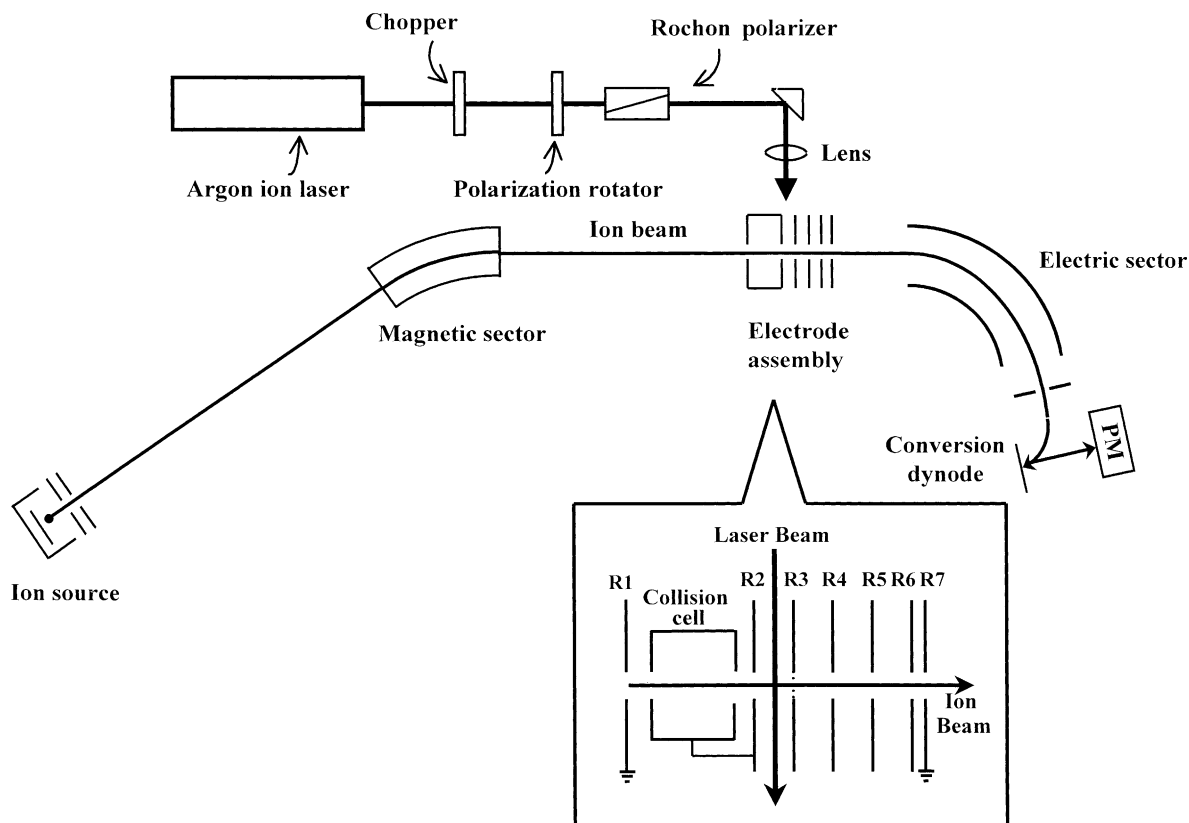 Chopper
Rochon polarizer
Argon ion laser
Polarization rotator
Lens
Ion beam
Electric sector
Magnetic sector
Electrode
assembly
Conversion
dynode
PM
Ion source
Laser Beam
R1
R2
R3
R4
R5
R6
R7
Collision
cell
Ion
Beam